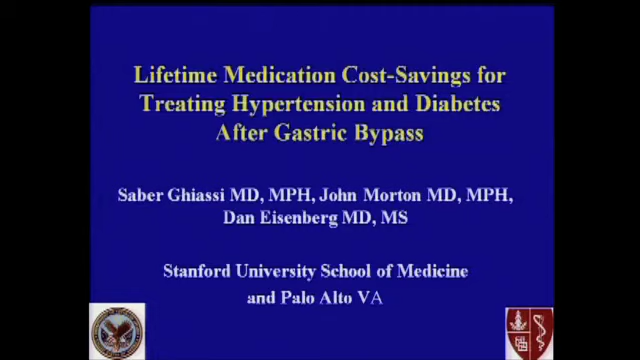 Lifetime Medication Cost-Savings for
Treating Hypertension and Diabetes
After Gastric Bypass
Saber Ghiassi MD, MPH, John Morton MD, MPH,
Dan Eisenberg MD, MS
Stanford University School of Medicine
and Palo Alto VA